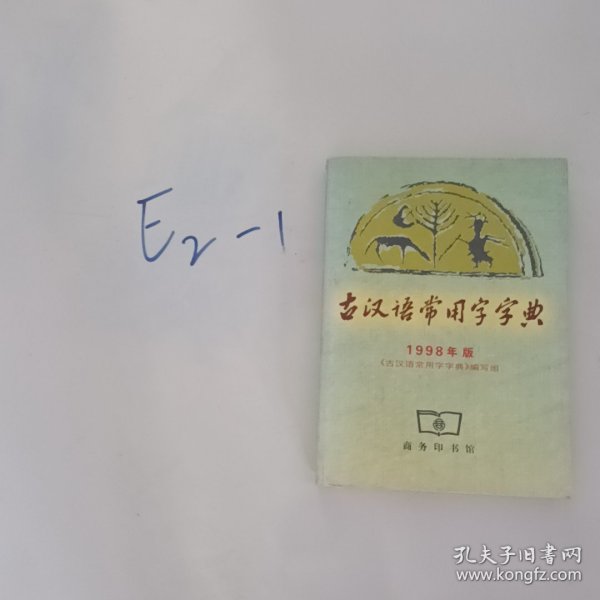 E2-1
古汉语常用字字典
1998年版
《古汉语常用字字典》编写组
商务印书馆
孔夫子旧书网
www.kongfz.com